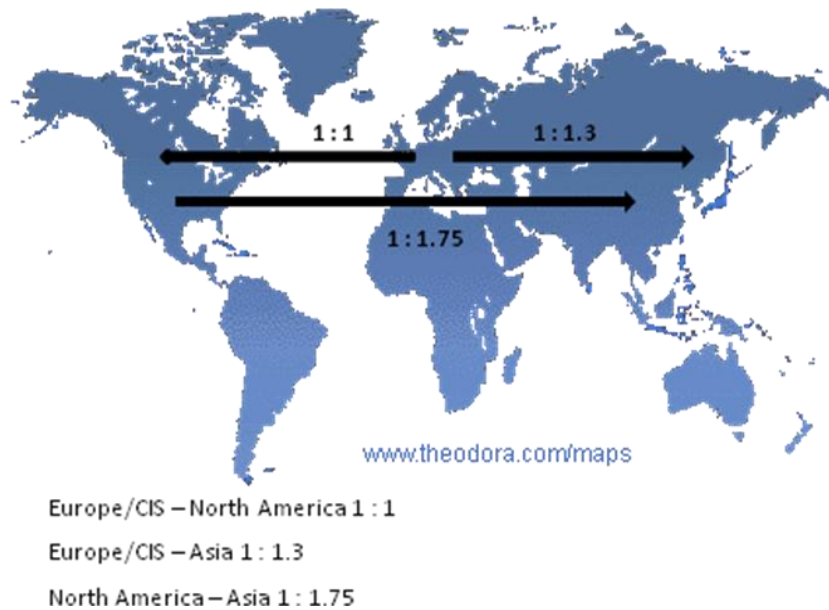 1 : 1
1 : 1.3
1 : 1.75
www.theodora.com/maps
Europe/CIS – North America 1 : 1
Europe/CIS – Asia 1 : 1.3
North America – Asia 1 : 1.75